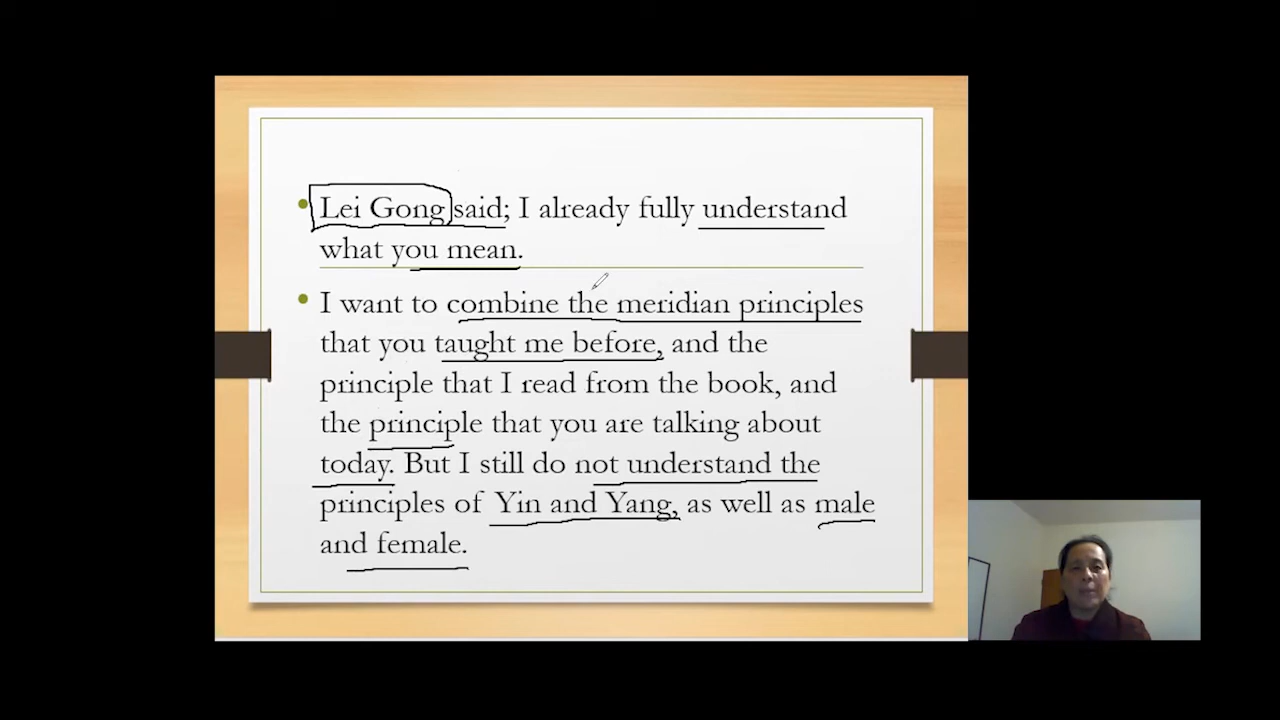 Lei Gong said; I already fully understand
what you mean.
I want to combine the meridian principles
that you taught me before, and the
principle that I read from the book, and
the principle that you are talking about
today. But I still do not understand the
principles of Yin and Yang, as well as male
and female.